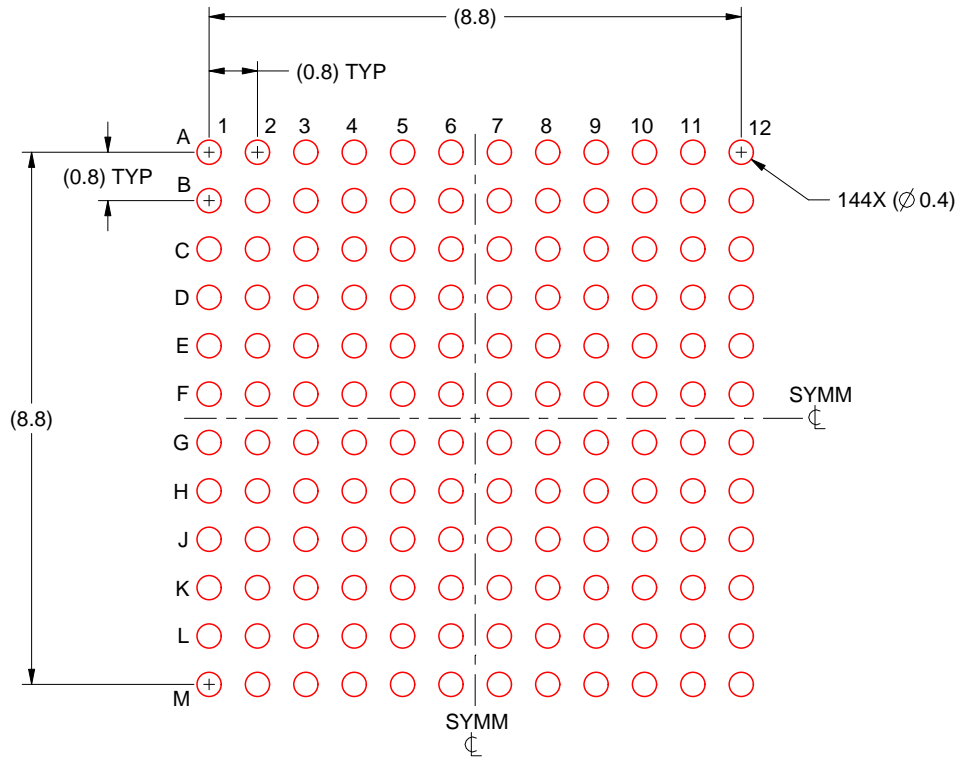 (8.8)
(0.8) TYP
1 2 3 4 5 6 7 8 9 10 11 12
A
(0.8) TYP
B
144X (∅ 0.4)
C
D
E
F
SYMM
℄
(8.8)
G
H
J
K
L
M
SYMM
℄